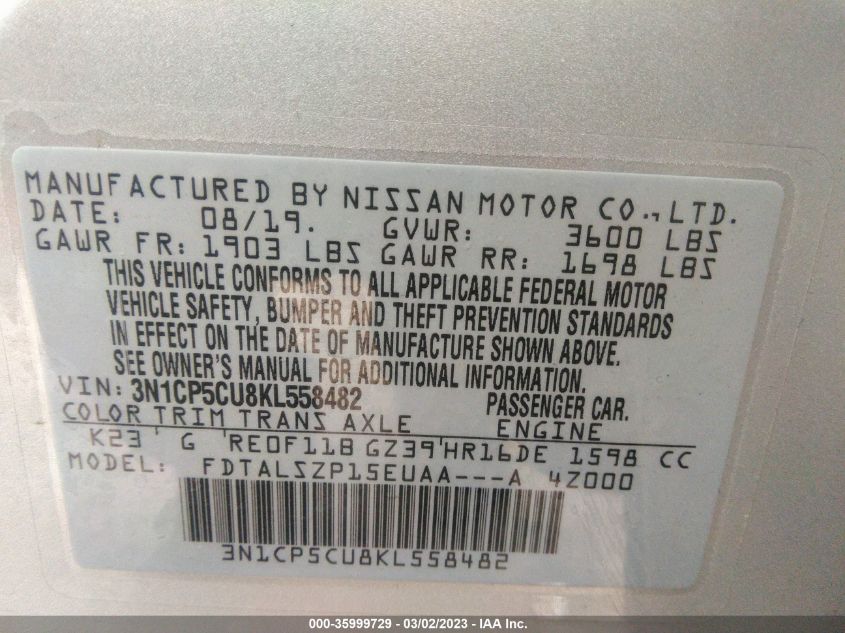 MANUFACTURED BY NISSAN MOTOR CO., LTD.
DATE: 08/19. GVWR: 3600 LBS
GAWR FR: 1903 LBS GAWR RR: 1698 LBS
THIS VEHICLE CONFORMS TO ALL APPLICABLE FEDERAL MOTOR
VEHICLE SAFETY, BUMPER AND THEFT PREVENTION STANDARDS
IN EFFECT ON THE DATE OF MANUFACTURE SHOWN ABOVE.
SEE OWNER'S MANUAL FOR ADDITIONAL INFORMATION.
VIN: 3N1CP5CU8KL558482 PASSENGER CAR.
COLOR TRIM TRANS AXLE ENGINE
K23 ' G 'RE0F11B GZ39'HR16DE 1598 CC
MODEL: FDTALSZP15EUAA---A 4Z000
3N1CP5CU8KL558482
000-35999729 - 03/02/2023 - IAA Inc.